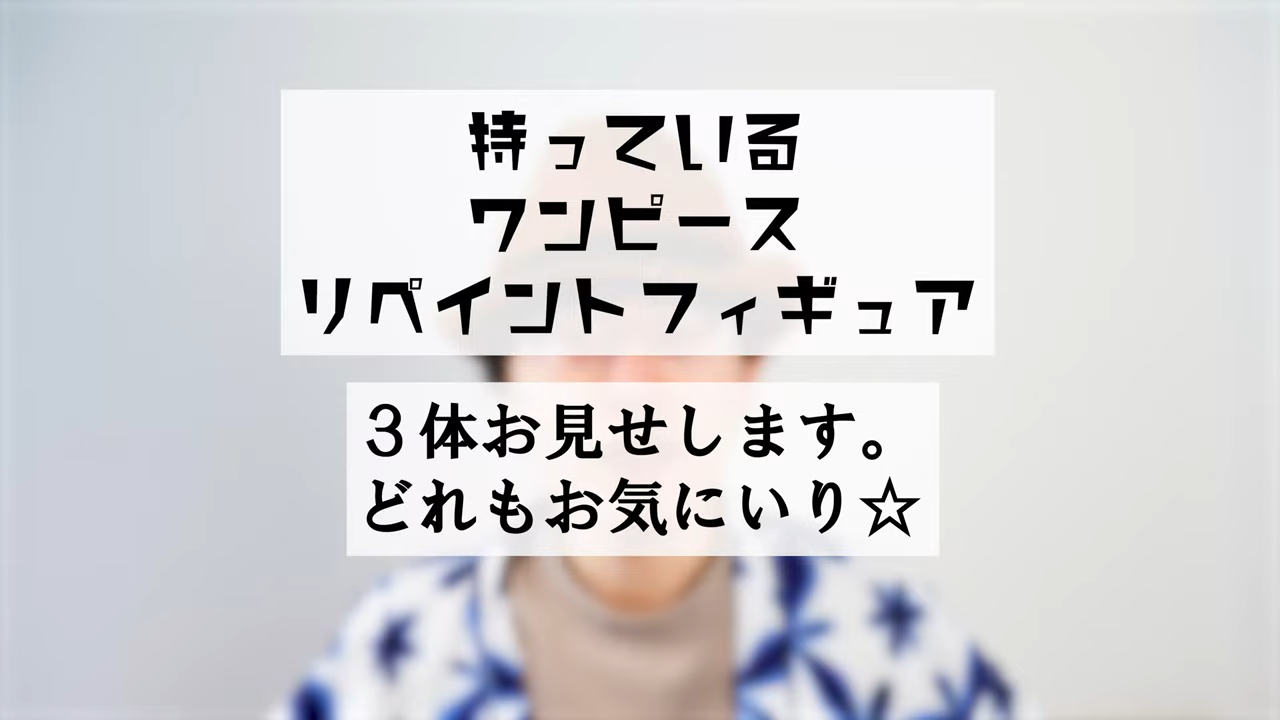 持っている
ワンピース
リペイントフィギュア
３体お見せします。
どれもお気にいり☆